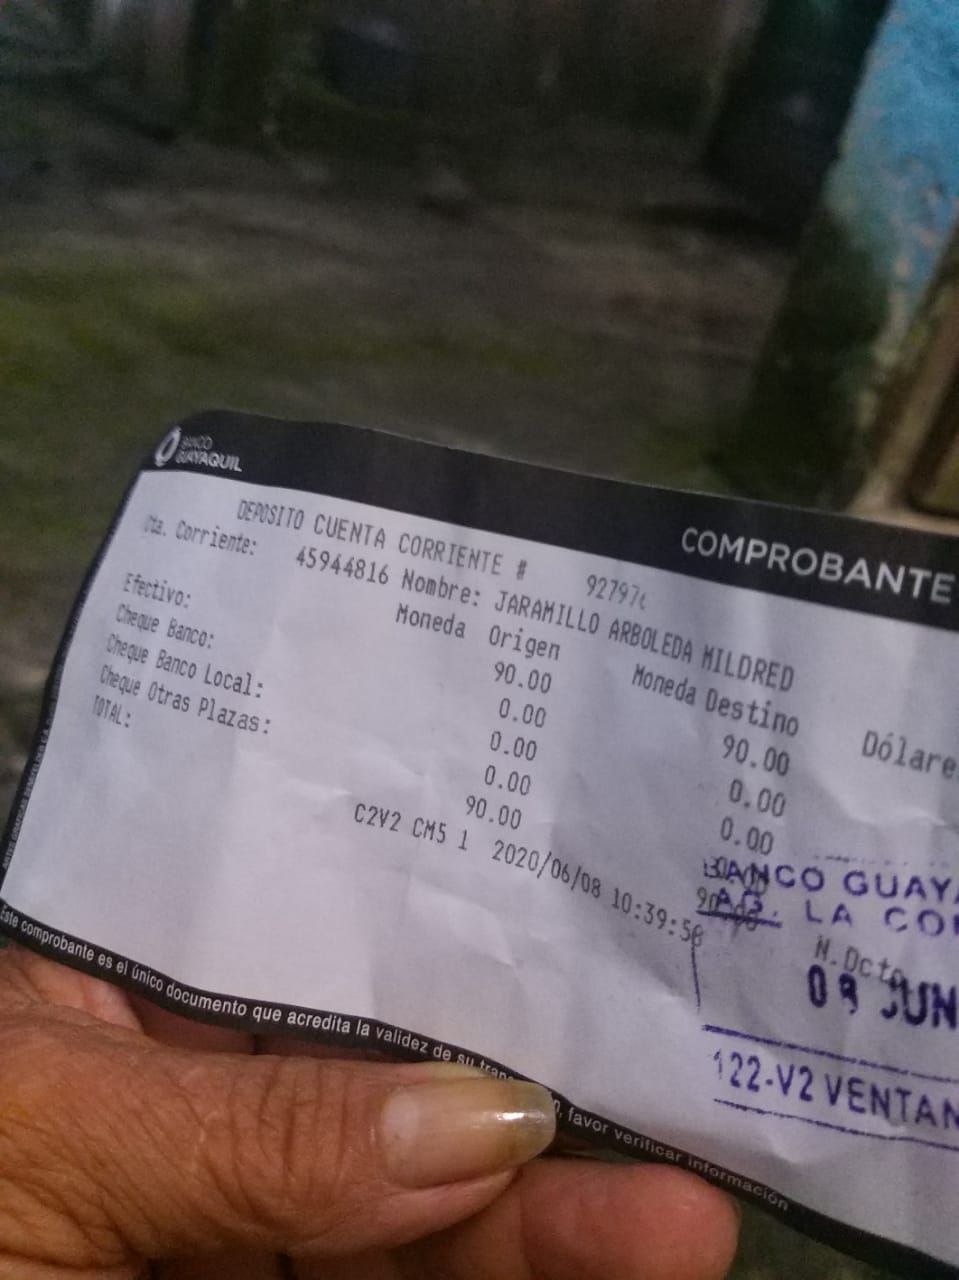 BANCO
GUAYAQUIL
COMPROBANTE
DEPOSITO CUENTA CORRIENTE #
Cta. Corriente: 45944816 Nombre: JARAMILLO ARBOLEDA MILDRED
Moneda Origen Moneda Destino Dólare
Efectivo: 90.00 90.00
Cheque Banco: 0.00 0.00
Cheque Banco Local: 0.00 0.00
Cheque Otras Plazas: 0.00
TOTAL: 90.00
C2V2 CM5 1 2020/06/08 10:39:58
N.Docto
BANCO GUAYA
AG. LA CO
08 JUN
122-V2 VENTAN
Este comprobante es el único documento que acredita la validez de su tran n, favor verificar información